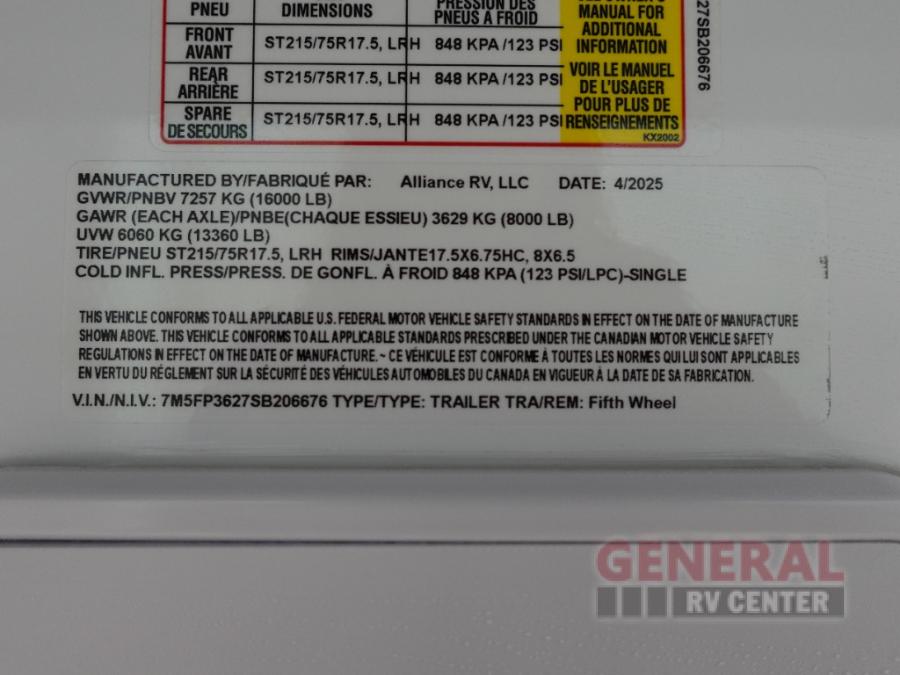 PNEU DIMENSIONS PRESSION DES
PNEUS A FROID
MANUAL FOR
ADDITIONAL
INFORMATION
FRONT
AVANT ST215/75R17.5, LRH 848 KPA /123 PSI
REAR
ARRIÈRE ST215/75R17.5, LRH 848 KPA /123 PSI
SPARE
DE SECOURS ST215/75R17.5, LRH 848 KPA /123 PSI
VOIR LE MANUEL
DE L'USAGER
POUR PLUS DE
RENSEIGNEMENTS
KX2002
27SB206676
MANUFACTURED BY/FABRIQUÉ PAR: Alliance RV, LLC DATE: 4/2025
GVWR/PNBV 7257 KG (16000 LB)
GAWR (EACH AXLE)/PNBE(CHAQUE ESSIEU) 3629 KG (8000 LB)
UVW 6060 KG (13360 LB)
TIRE/PNEU ST215/75R17.5, LRH RIMS/JANTE17.5X6.75HC, 8X6.5
COLD INFL. PRESS/PRESS. DE GONFL. À FROID 848 KPA (123 PSI/LPC)-SINGLE
THIS VEHICLE CONFORMS TO ALL APPLICABLE U.S. FEDERAL MOTOR VEHICLE SAFETY STANDARDS IN EFFECT ON THE DATE OF MANUFACTURE
SHOWN ABOVE. THIS VEHICLE CONFORMS TO ALL APPLICABLE STANDARDS PRESCRIBED UNDER THE CANADIAN MOTOR VEHICLE SAFETY
REGULATIONS IN EFFECT ON THE DATE OF MANUFACTURE. ~ CE VÉHICULE EST CONFORME À TOUTES LES NORMES QUI LUI SONT APPLICABLES
EN VERTU DU RÉGLEMENT SUR LA SÉCURITÉ DES VÉHICULES AUTOMOBILES DU CANADA EN VIGUEUR À LA DATE DE SA FABRICATION.
V.I.N./N.I.V.: 7M5FP3627SB206676 TYPE/TYPE: TRAILER TRA/REM: Fifth Wheel
GENERAL
RV CENTER